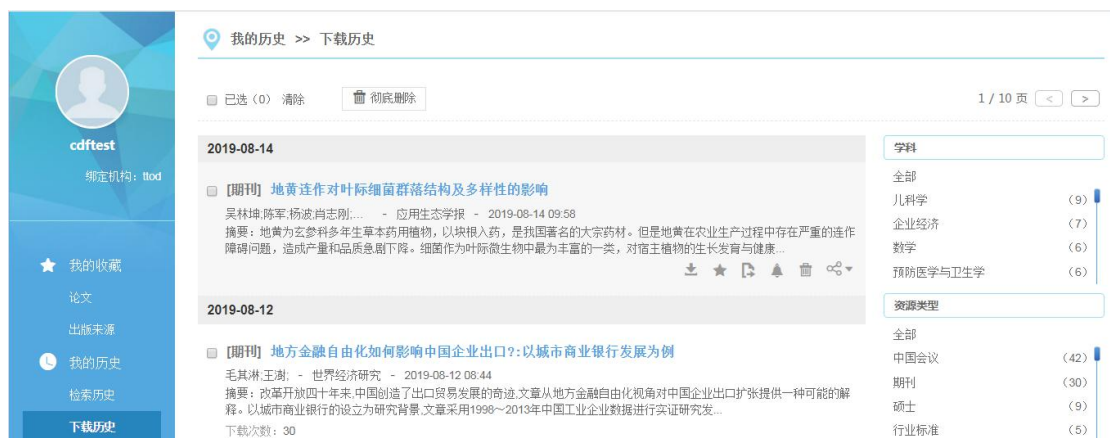 我的历史 >> 下载历史
已选（0） 清除 彻底删除
1 / 10 页 < >
cdftest
绑定机构：ttod
我的收藏
论文
出版来源
我的历史
检索历史
下载历史
2019-08-14
[期刊] 地黄连作对叶际细菌群落结构及多样性的影响
吴林坤;陈军;杨波;肖志刚;... - 应用生态学报 - 2019-08-14 09:58
摘要：地黄为玄参科多年生草本药用植物，以块根入药，是我国著名的大宗药材。但是地黄在农业生产过程中存在严重的连作
障碍问题，造成产量和品质急剧下降。细菌作为叶际微生物中最为丰富的一类，对宿主植物的生长发育与健康...
2019-08-12
[期刊] 地方金融自由化如何影响中国企业出口?:以城市商业银行发展为例
毛其淋;王澍; - 世界经济研究 - 2019-08-12 08:44
摘要：改革开放四十年来,中国创造了出口贸易发展的奇迹,文章从地方金融自由化视角对中国企业出口扩张提供一种可能的解
释。以城市商业银行的设立为研究背景,文章采用1998～2013年中国工业企业数据进行实证研究发...
下载次数：30
学科
全部
儿科学 （9）
企业经济 （7）
数学 （6）
预防医学与卫生学 （6）
资源类型
全部
中国会议 （42）
期刊 （30）
硕士 （9）
行业标准 （5）